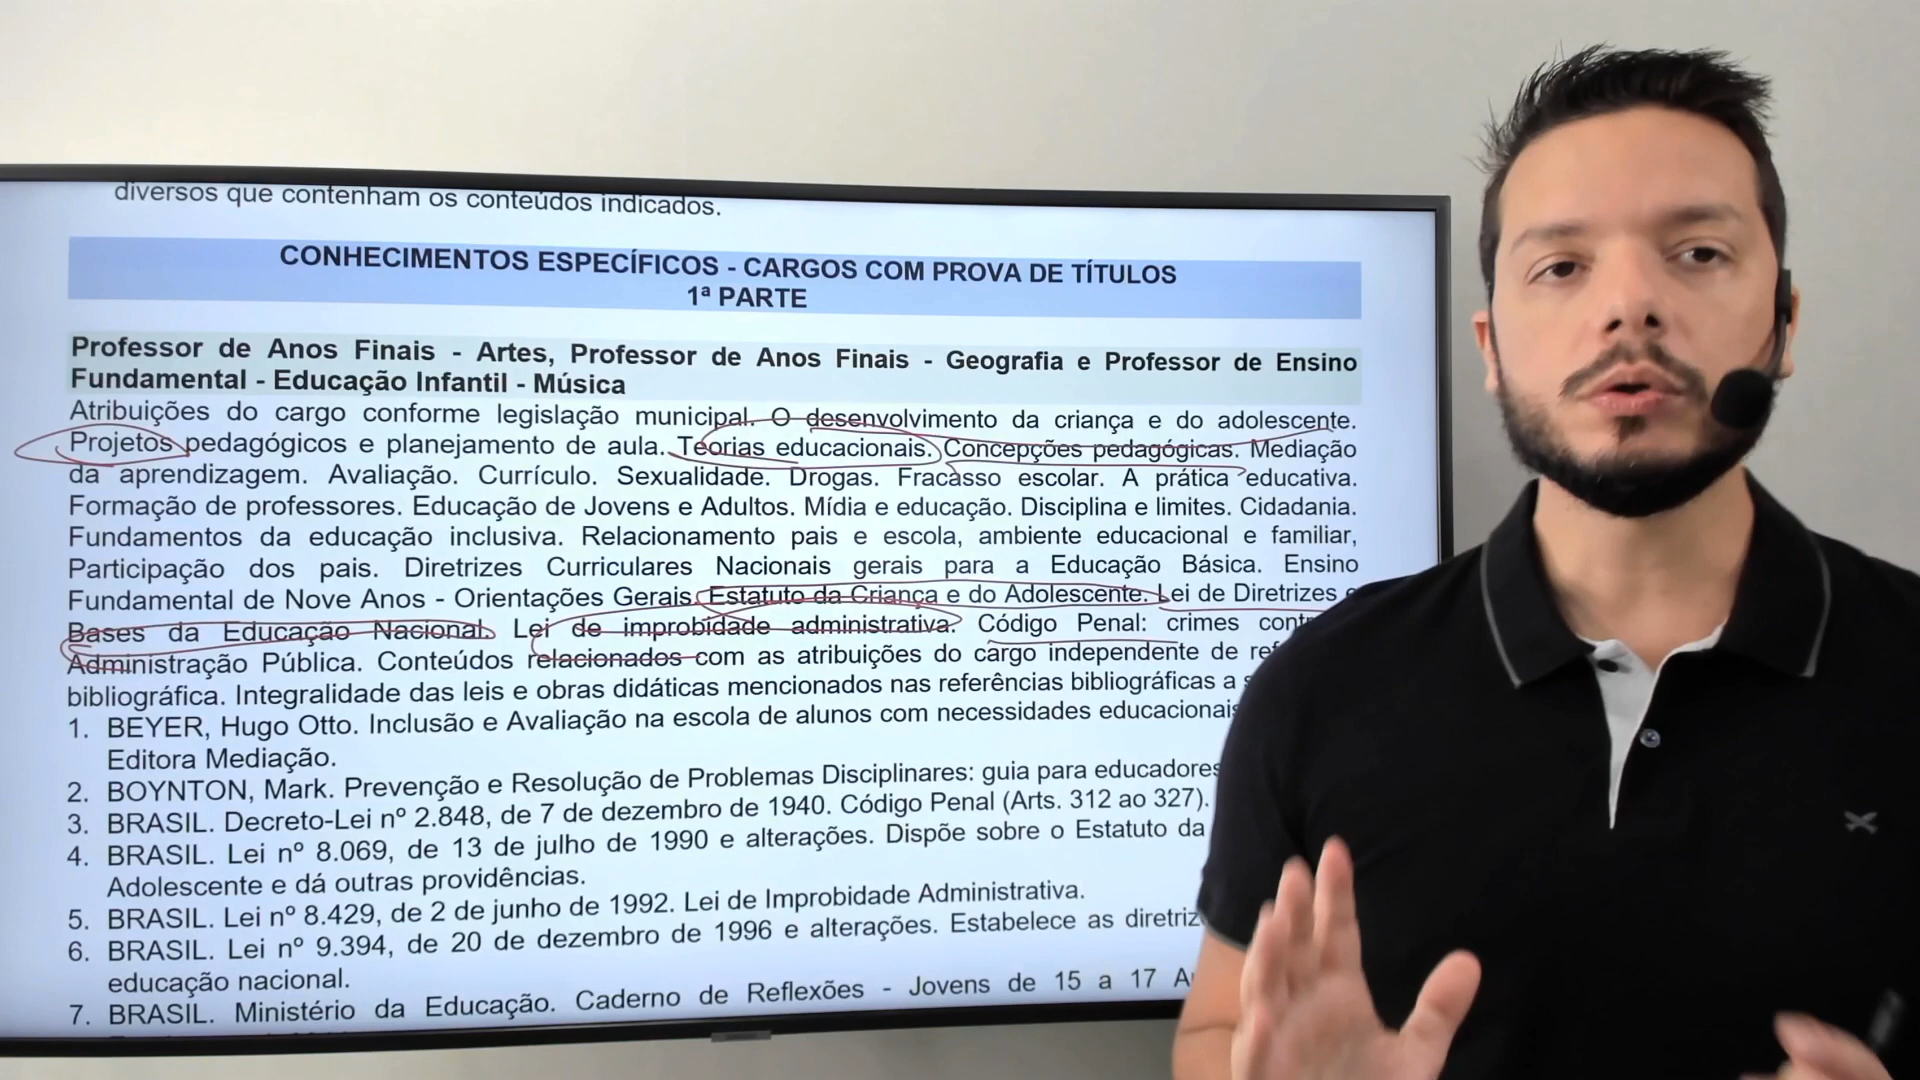 diversos que contenham os conteúdos indicados.
CONHECIMENTOS ESPECÍFICOS - CARGOS COM PROVA DE TÍTULOS
1ª PARTE
Professor de Anos Finais - Artes, Professor de Anos Finais - Geografia e Professor de Ensino
Fundamental - Educação Infantil - Música
Atribuições do cargo conforme legislação municipal. O desenvolvimento da criança e do adolescente.
Projetos pedagógicos e planejamento de aula. Teorias educacionais. Concepções pedagógicas. Mediação
da aprendizagem. Avaliação. Currículo. Sexualidade. Drogas. Fracasso escolar. A prática educativa.
Formação de professores. Educação de Jovens e Adultos. Mídia e educação. Disciplina e limites. Cidadania.
Fundamentos da educação inclusiva. Relacionamento pais e escola, ambiente educacional e familiar,
Participação dos pais. Diretrizes Curriculares Nacionais gerais para a Educação Básica. Ensino
Fundamental de Nove Anos - Orientações Gerais. Estatuto da Criança e do Adolescente. Lei de Diretrizes e
Bases da Educação Nacional. Lei de improbidade administrativa. Código Penal: crimes
Administração Pública. Conteúdos relacionados com as atribuições do cargo independente de
bibliográfica. Integralidade das leis e obras didáticas mencionados nas referências bibliográficas a
1. BEYER, Hugo Otto. Inclusão e Avaliação na escola de alunos com necessidades
Editora Mediação.
2. BOYNTON, Mark. Prevenção e Resolução de Problemas Disciplinares: guia para educadores
3. BRASIL. Decreto-Lei nº 2.848, de 7 de dezembro de 1940. Código Penal (Arts. 312 ao 327).
4. BRASIL. Lei nº 8.069, de 13 de julho de 1990 e alterações. Dispõe sobre o Estatuto da
Adolescente e dá outras providências.
5. BRASIL. Lei nº 8.429, de 2 de junho de 1992. Lei de Improbidade Administrativa.
6. BRASIL. Lei nº 9.394, de 20 de dezembro de 1996 e alterações. Estabelece as
educação nacional.
7. BRASIL. Ministério da Educação. Caderno de Reflexões - Jovens de 15 a 17